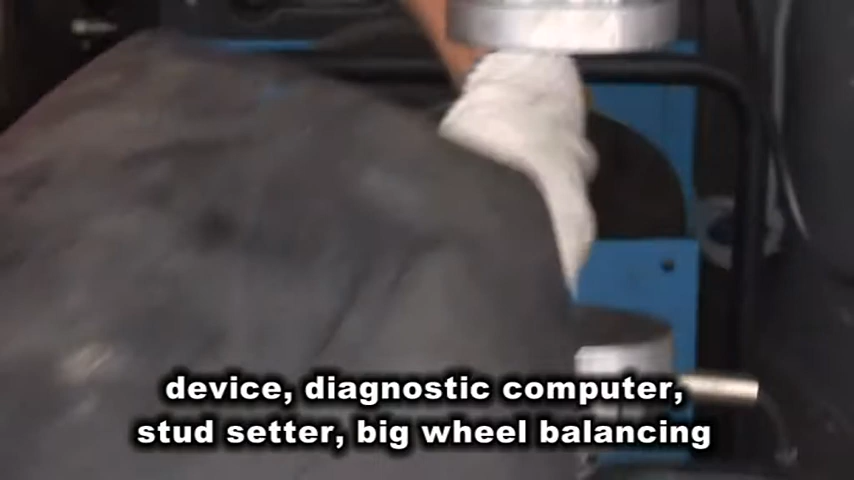 device, diagnostic computer,
stud setter, big wheel balancing